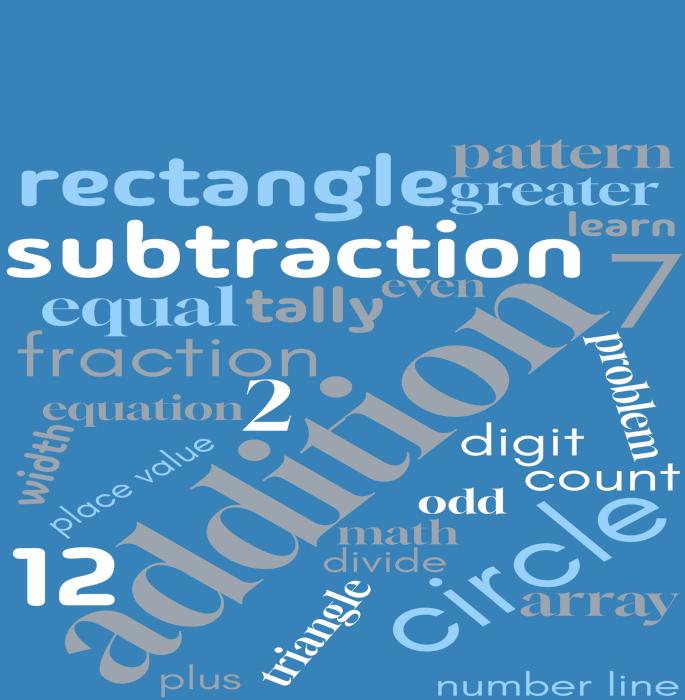 pattern
rectangle
greater
learn
subtraction
7
even
equal
tally
fraction
addition
problem
2
equation
width
digit
place value
count
odd
circle
math
12
divide
array
triangle
plus
number line